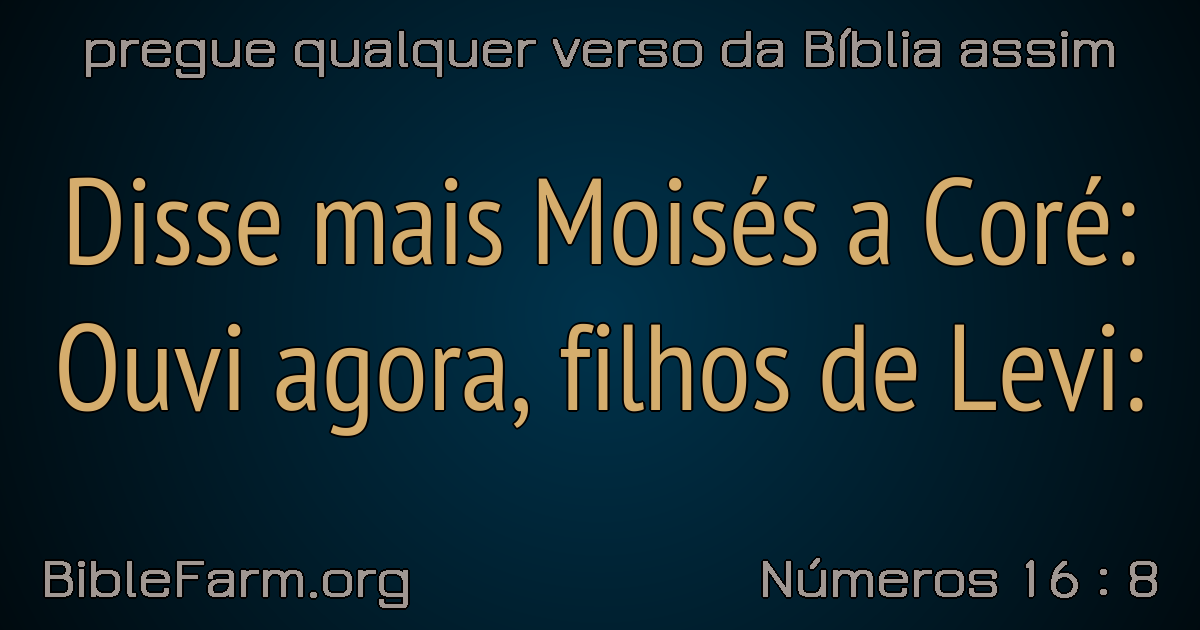 pregue qualquer verso da Bíblia assim
Disse mais Moisés a Coré:
Ouvi agora, filhos de Levi:
BibleFarm.org
Números 16 : 8